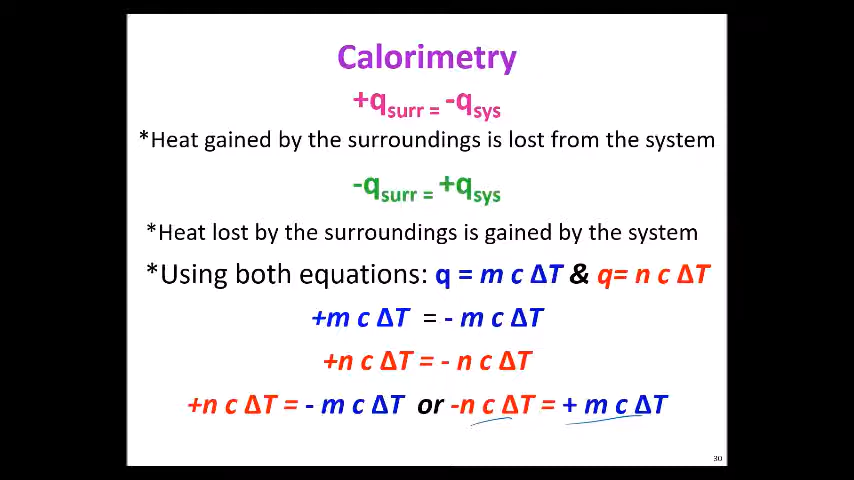 Calorimetry
+qsurr = -qsys
*Heat gained by the surroundings is lost from the system
-qsurr = +qsys
*Heat lost by the surroundings is gained by the system
*Using both equations: q = m c ΔT & q= n c ΔT
+m c ΔT = - m c ΔT
+n c ΔT = - n c ΔT
+n c ΔT = - m c ΔT or -n c ΔT = + m c ΔT
30